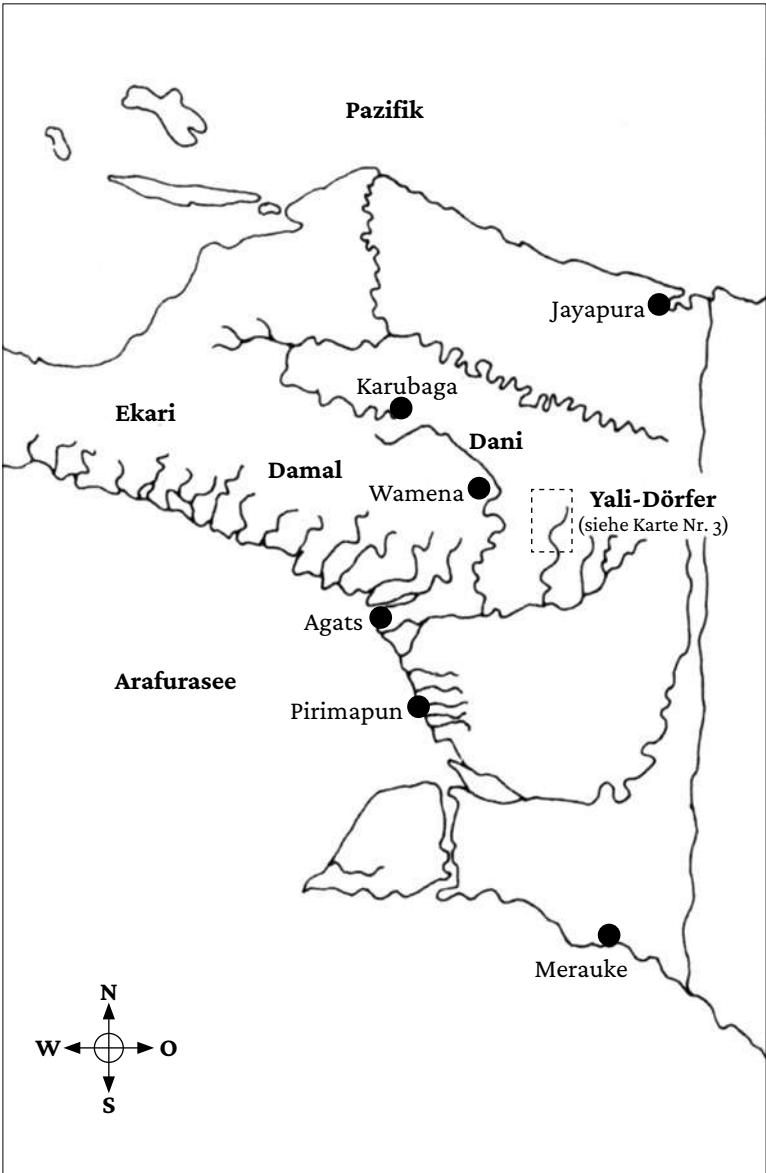 Pazifik
Jayapura
Karubaga
Ekari
Dani
Damal
Wamena
Yali-Dörfer
(siehe Karte Nr. 3)
Agats
Arafurasee
Pirimapun
Merauke
N
W O
S